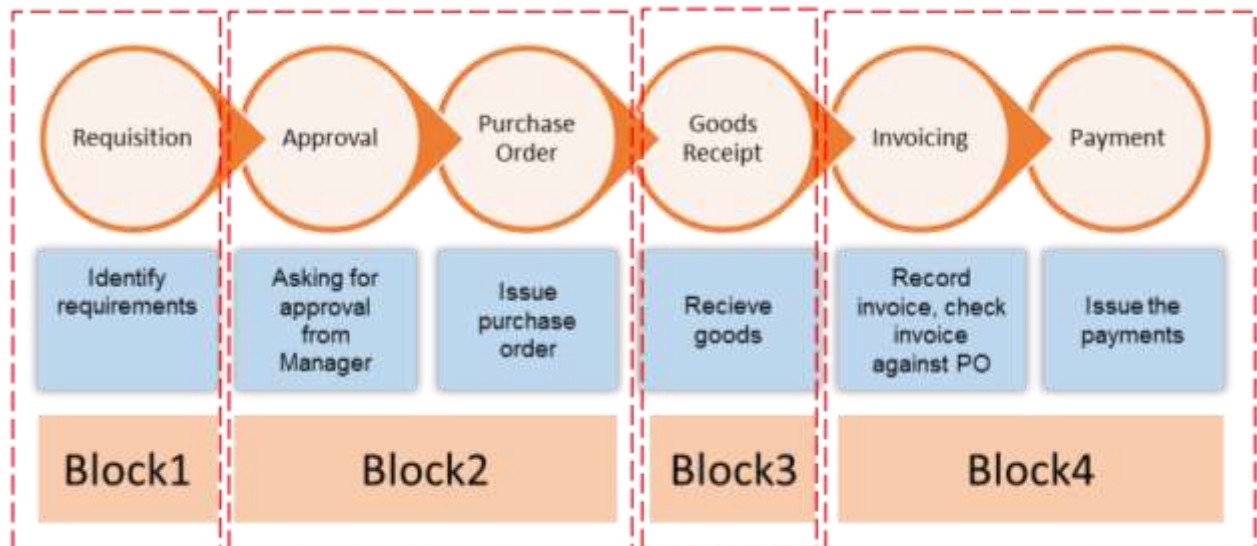 Requisition
Approval
Purchase
Order
Goods
Receipt
Invoicing
Payment
Identify
requirements
Asking for
approval
from
Manager
Issue
purchase
order
Recieve
goods
Record
invoice, check
invoice
against PO
Issue the
payments
Block1
Block2
Block3
Block4